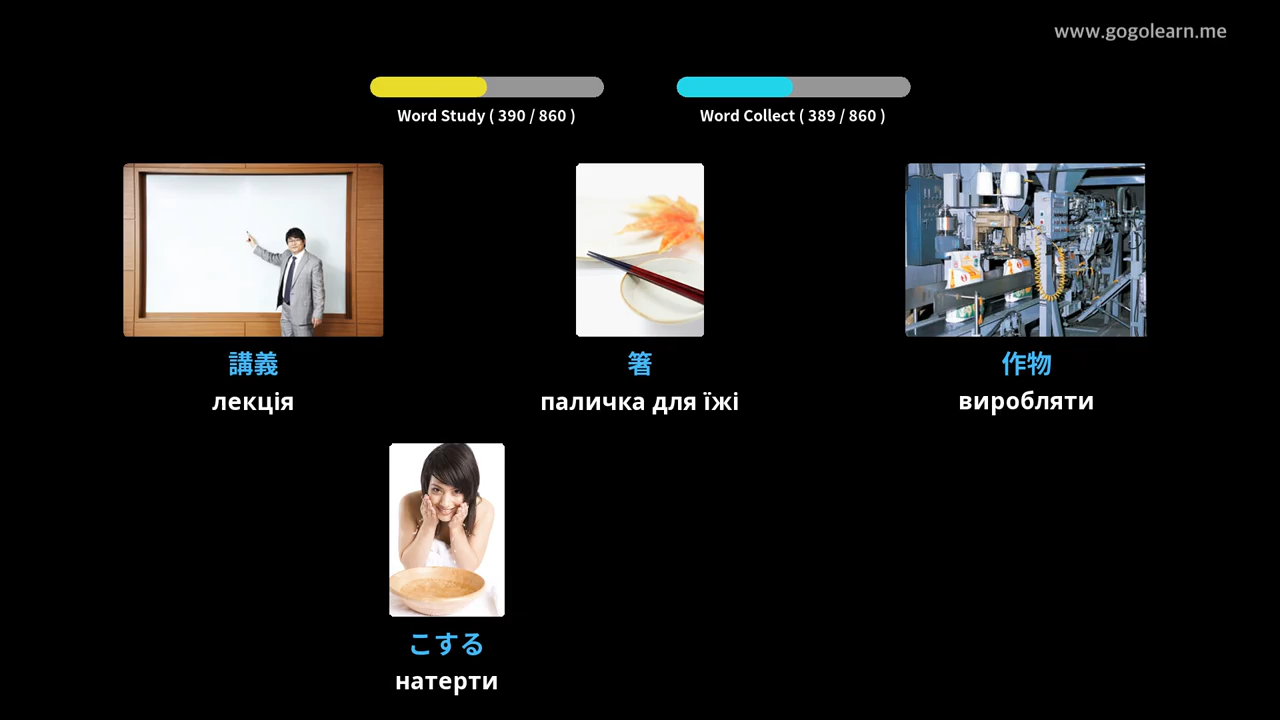 www.gogolearn.me
Word Study ( 390 / 860 )
Word Collect ( 389 / 860 )
講義
лекція
箸
паличка для їжі
作物
виробляти
こする
натерти